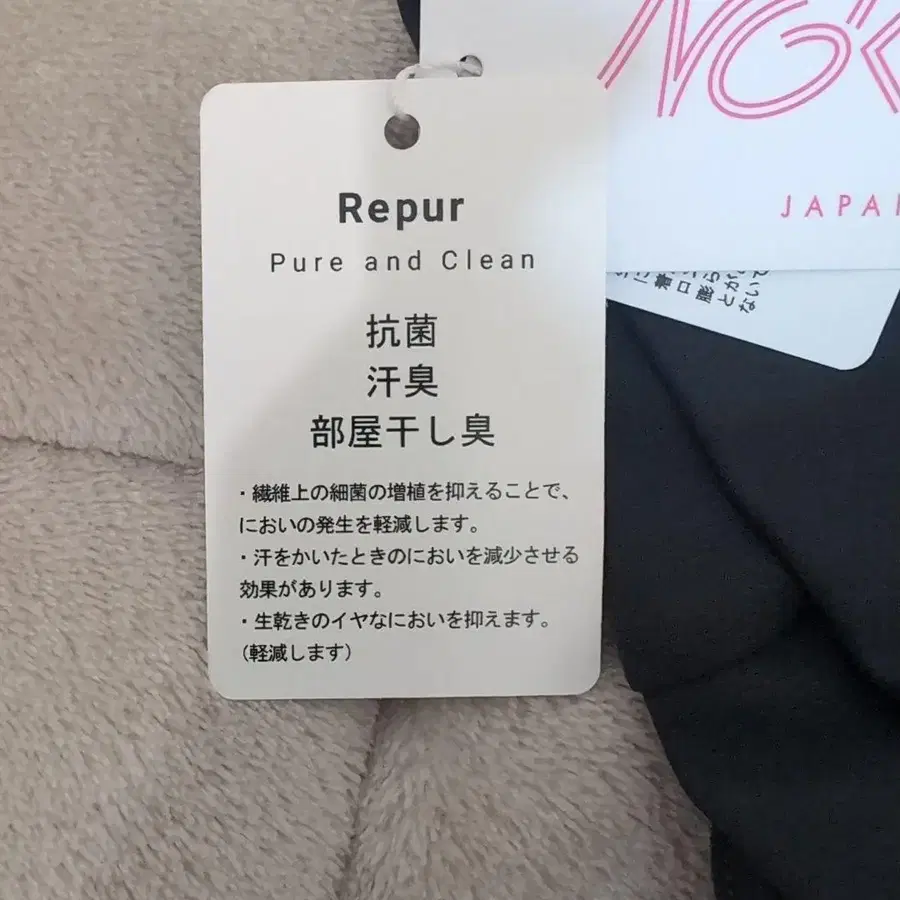 Repur
Pure and Clean
抗菌
汗臭
部屋干し臭
・繊維上の細菌の増植を抑えることで、
においの発生を軽減します。
・汗をかいたときのにおいを減少させる
効果があります。
・生乾きのイヤなにおいを抑えます。
（軽減します）